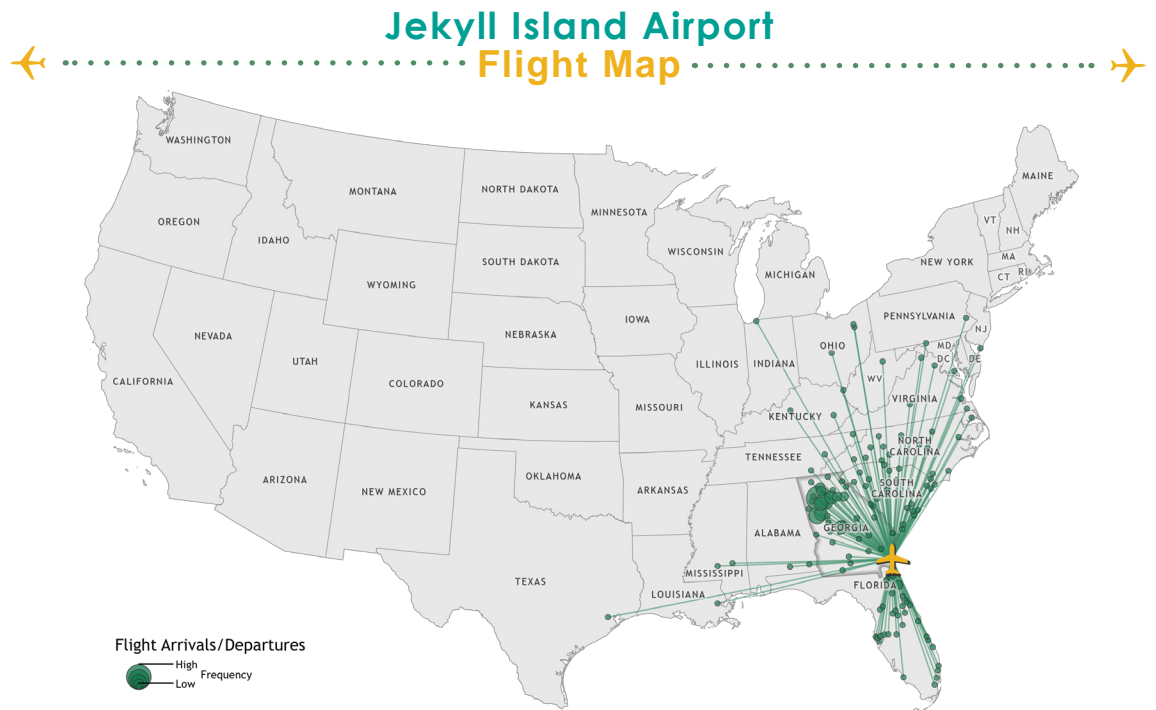 Jekyll Island Airport
Flight Map
WASHINGTON
MAINE
MONTANA
NORTH DAKOTA
MINNESOTA
VT
OREGON
NH
IDAHO
WISCONSIN
MA
SOUTH DAKOTA
NEW YORK
RI
MICHIGAN
CT
WYOMING
PENNSYLVANIA
IOWA
NJ
NEVADA
NEBRASKA
OHIO
MD
DC
DE
UTAH
ILLINOIS
INDIANA
WV
CALIFORNIA
COLORADO
VIRGINIA
KANSAS
MISSOURI
KENTUCKY
NORTH
CAROLINA
TENNESSEE
OKLAHOMA
ARIZONA
SOUTH
CAROLINA
NEW MEXICO
ARKANSAS
GEORGIA
ALABAMA
MISSISSIPPI
TEXAS
FLORIDA
LOUISIANA
Flight Arrivals/Departures
High
Frequency
Low